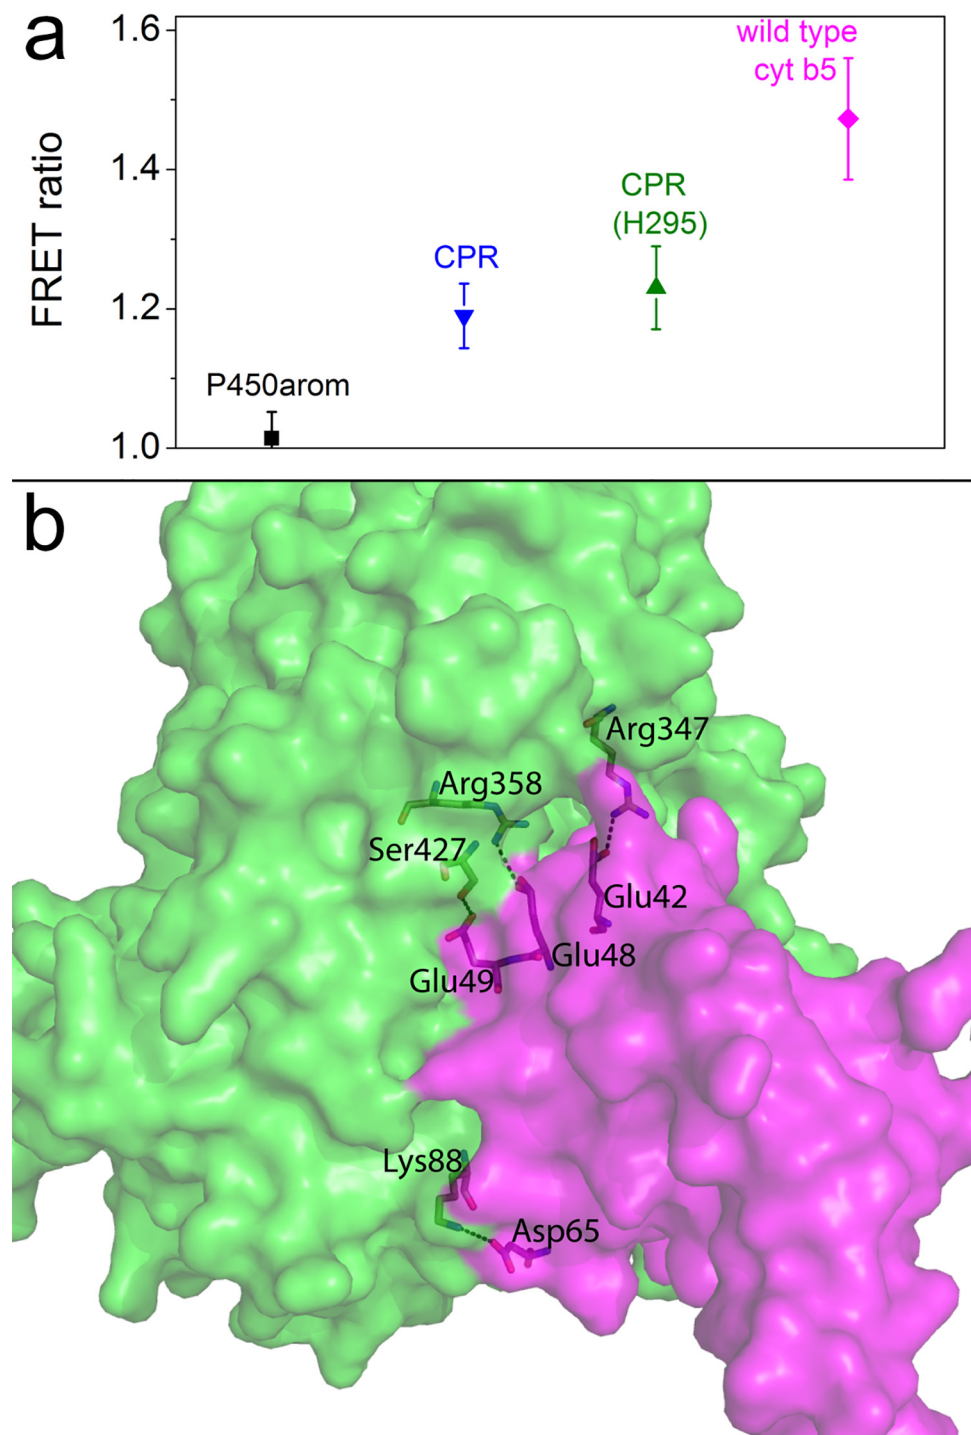 a
1.6
1.4
1.2
1.0
FRET ratio
wild type
cyt b5
CPR
(H295)
CPR
P450arom
b
Arg347
Arg358
Ser427
Glu42
Glu48
Glu49
Lys88
Asp65